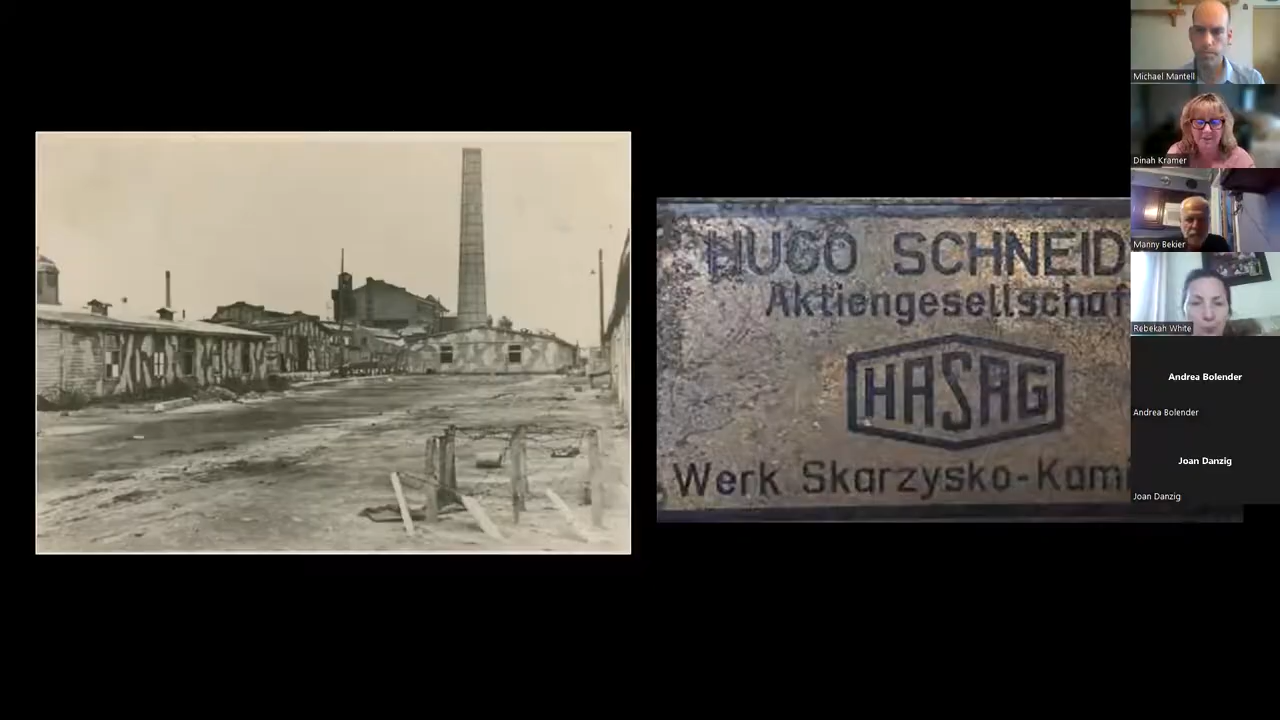 HUGO SCHNEID
Aktiengesellschaf
HASAG
Werk Skarzysko-Kam
Michael Mantell
Dinah Kramer
Manny Bekier
Rebekah White
Andrea Bolender
Andrea Bolender
Joan Danzig
Joan Danzig